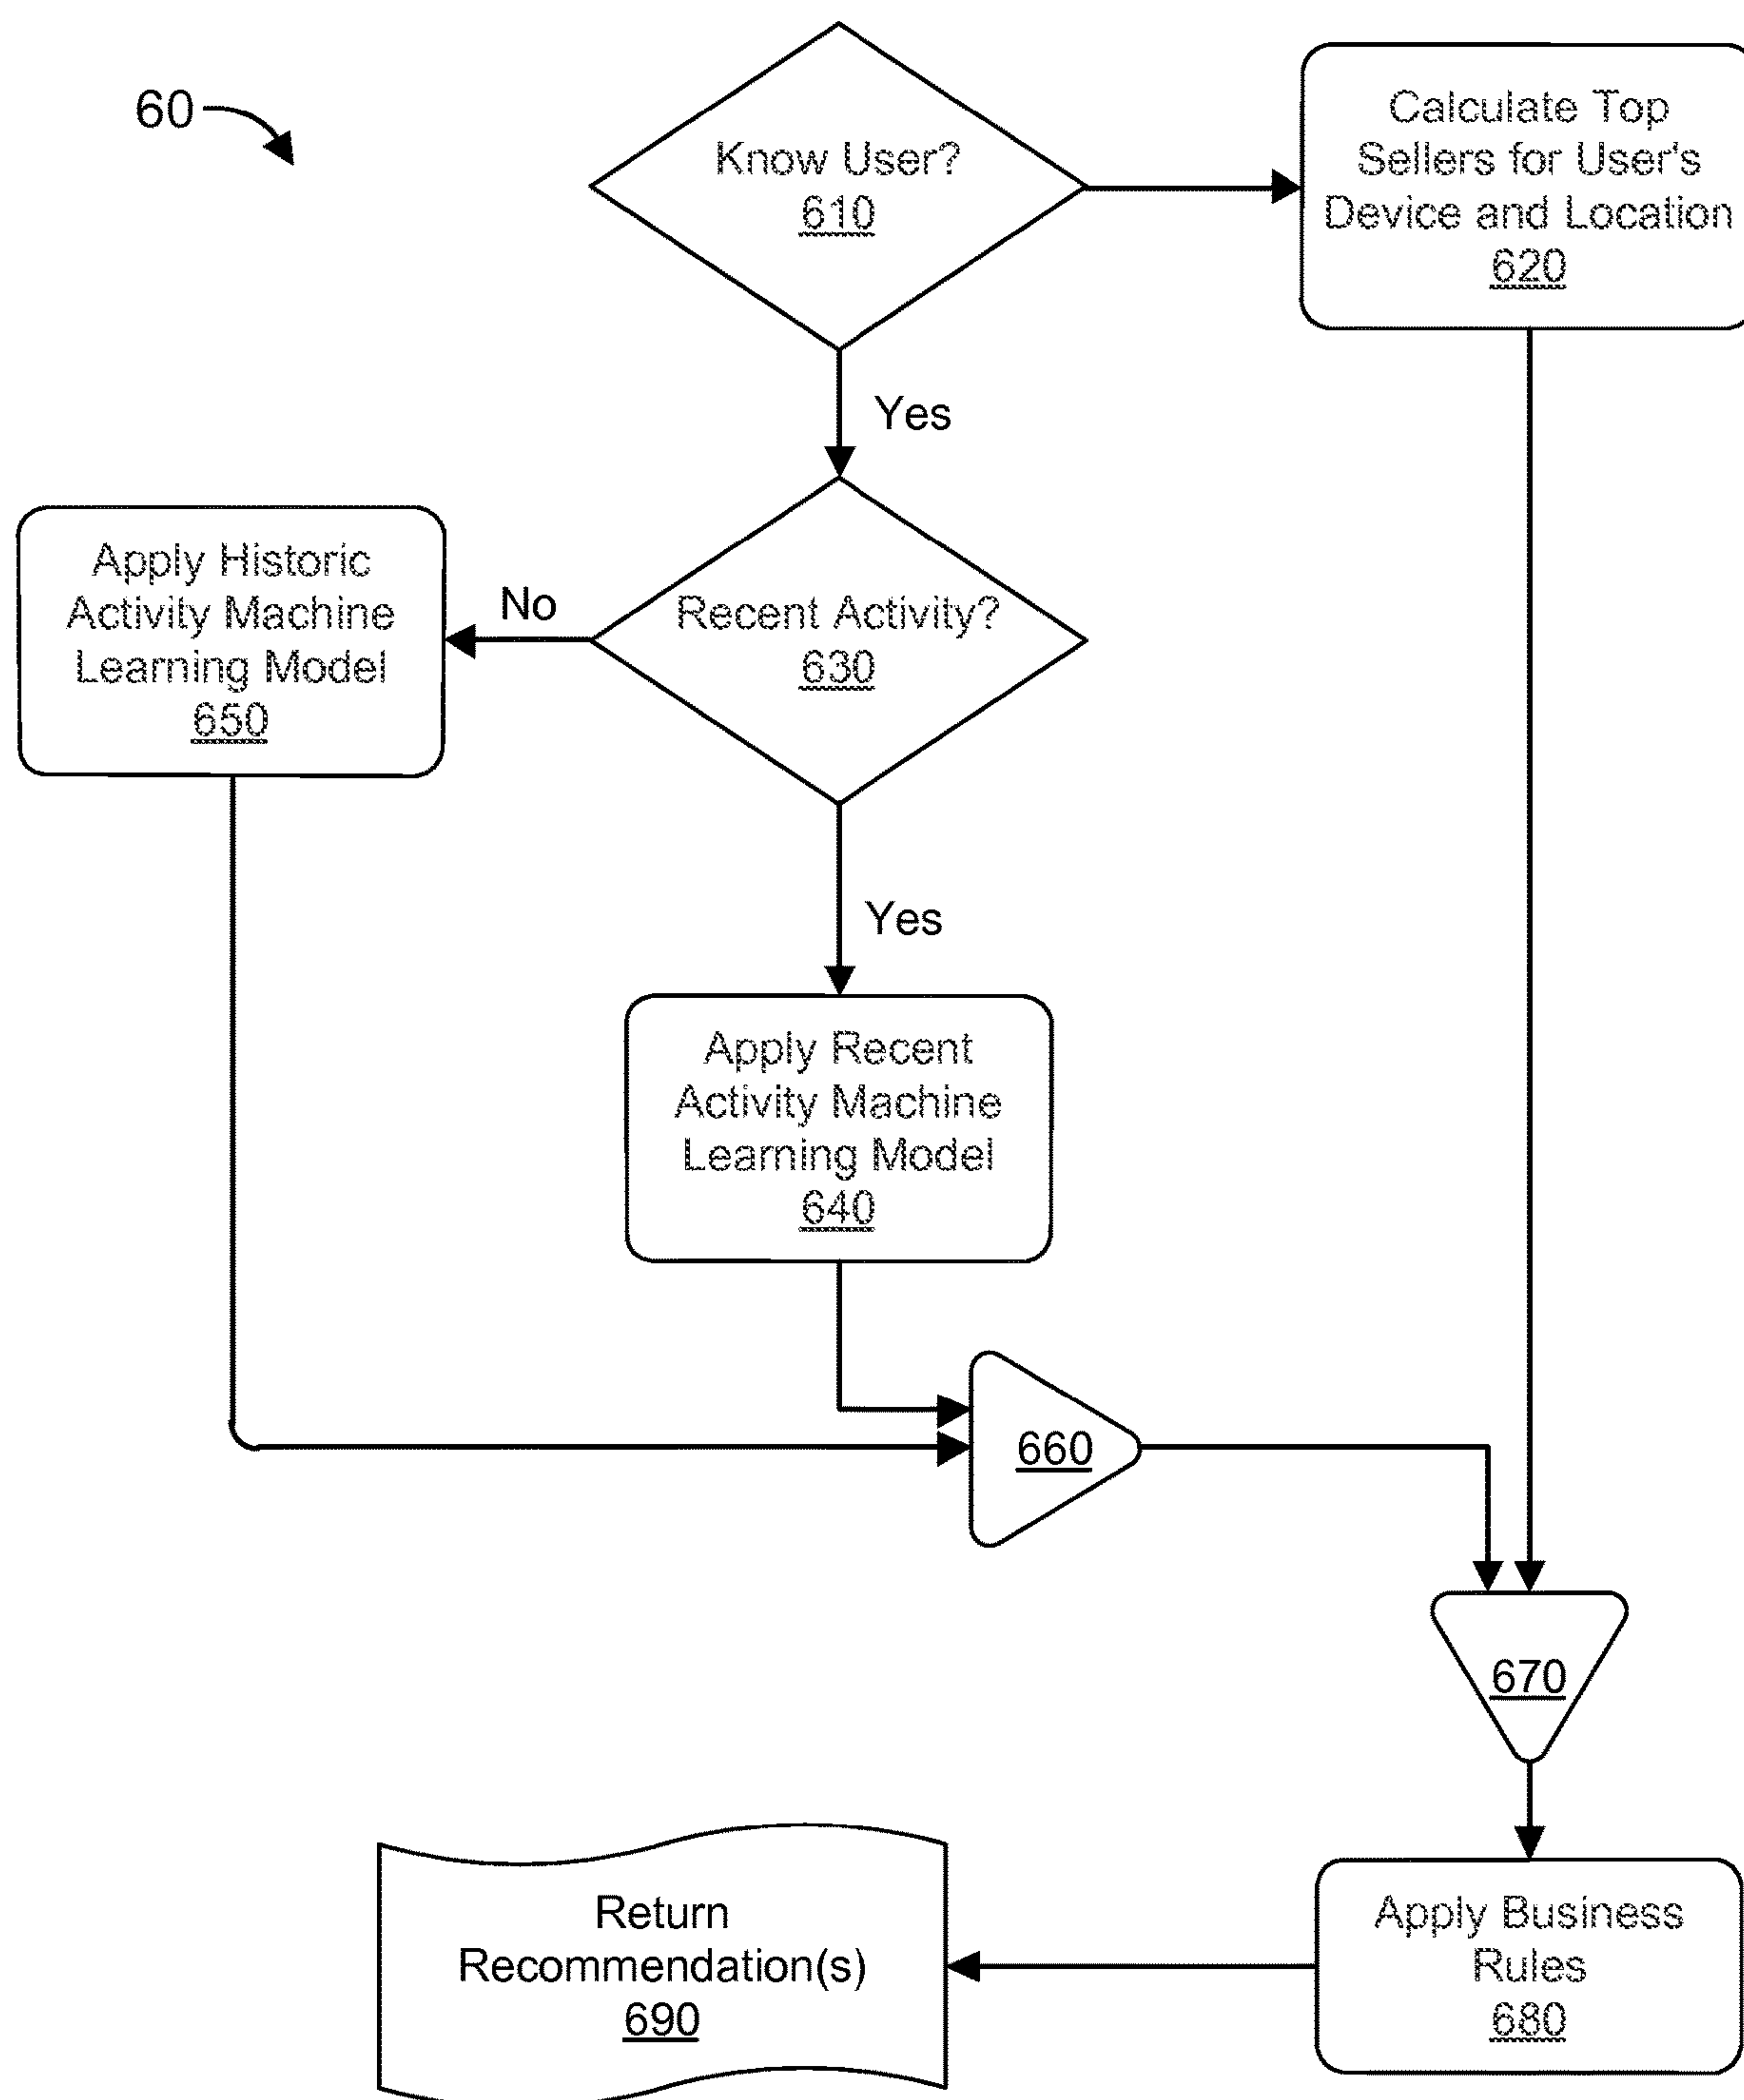 60
Know User?
610
Calculate Top
Sellers for User's
Device and Location
620
Yes
Apply Historic
Activity Machine
Learning Model
650
No
Recent Activity?
630
Yes
Apply Recent
Activity Machine
Learning Model
640
660
670
Return
Recommendation(s)
690
Apply Business
Rules
680